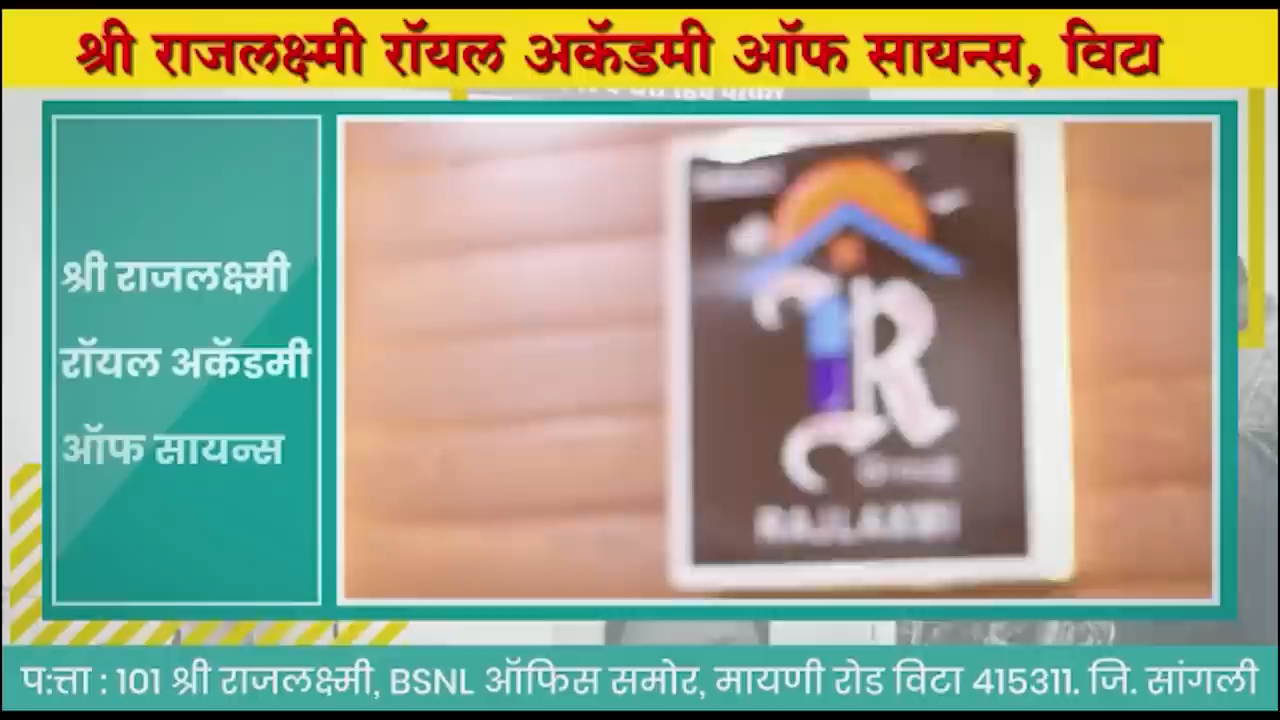 श्री राजलक्ष्मी रॉयल अकॅडमी ऑफ सायन्स, विटा
श्री राजलक्ष्मी
रॉयल अकॅडमी
ऑफ सायन्स
R
RAJLAXMI
प:त्ता : 101 श्री राजलक्ष्मी, BSNL ऑफिस समोर, मायणी रोड विटा 415311. जि. सांगली